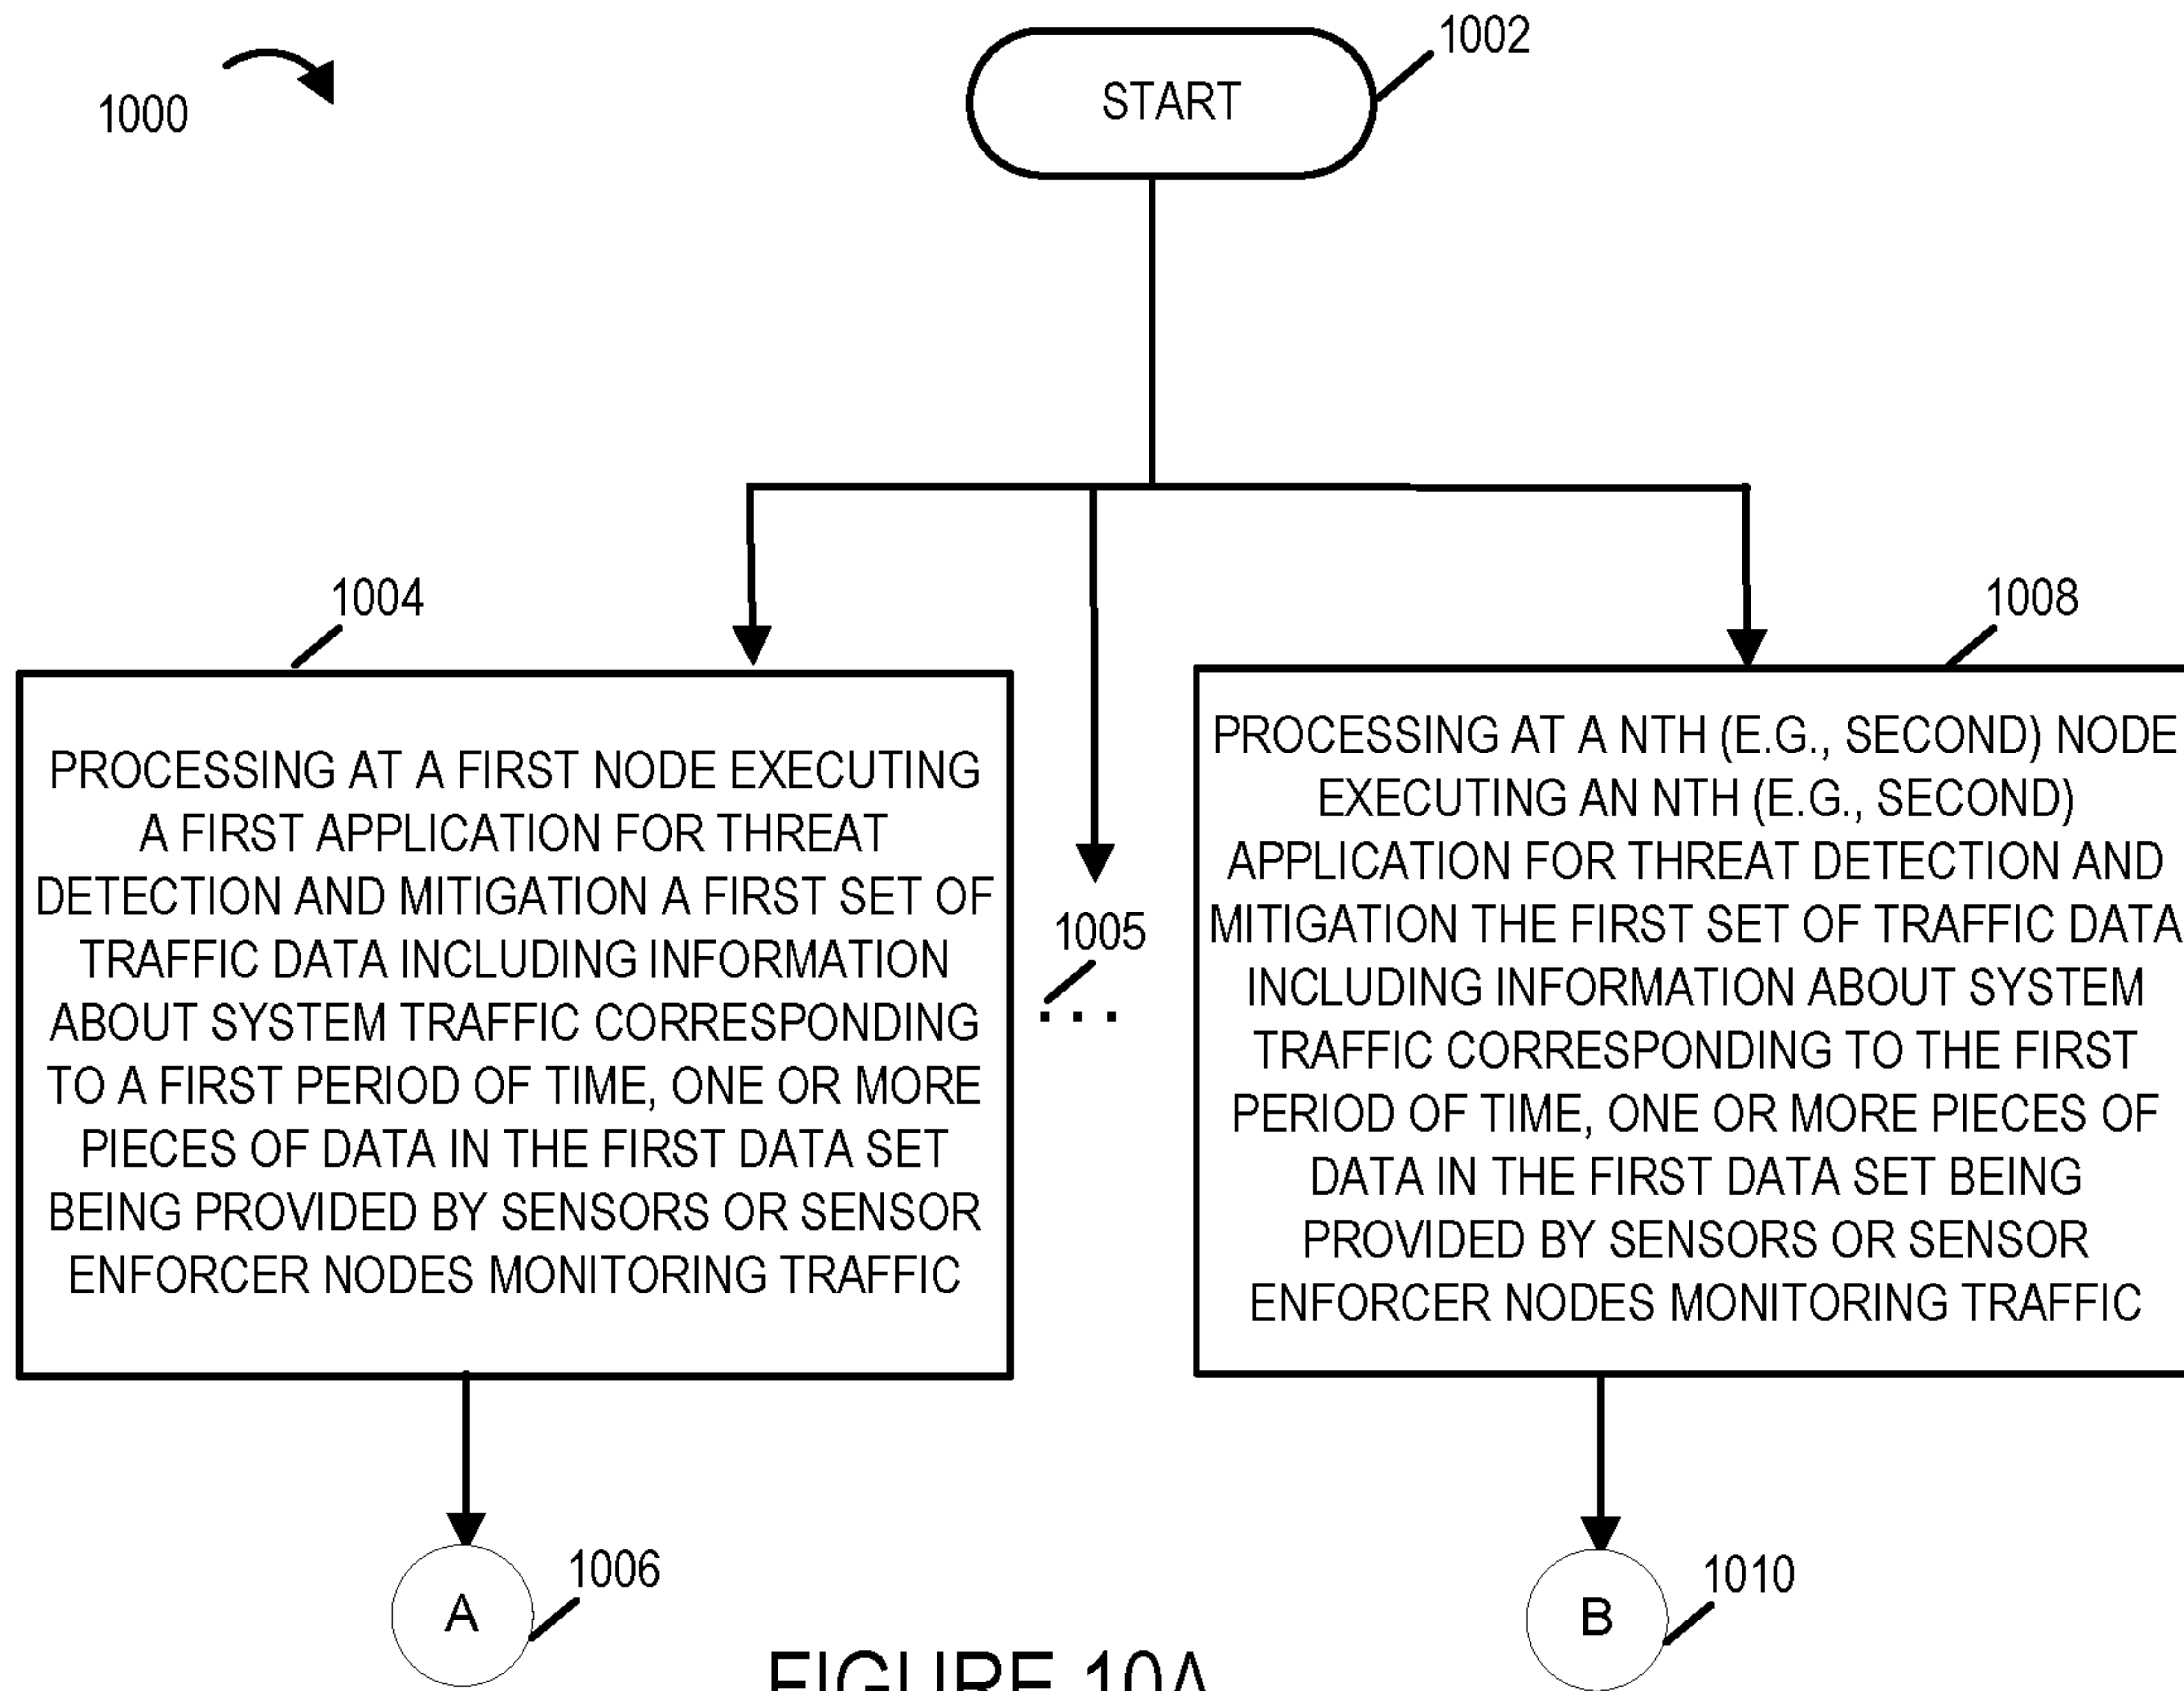 1000
START
1002
1004
PROCESSING AT A FIRST NODE EXECUTING
A FIRST APPLICATION FOR THREAT
DETECTION AND MITIGATION A FIRST SET OF
TRAFFIC DATA INCLUDING INFORMATION
ABOUT SYSTEM TRAFFIC CORRESPONDING
TO A FIRST PERIOD OF TIME, ONE OR MORE
PIECES OF DATA IN THE FIRST DATA SET
BEING PROVIDED BY SENSORS OR SENSOR
ENFORCER NODES MONITORING TRAFFIC
1005
...
1008
PROCESSING AT A NTH (E.G., SECOND) NODE
EXECUTING AN NTH (E.G., SECOND)
APPLICATION FOR THREAT DETECTION AND
MITIGATION THE FIRST SET OF TRAFFIC DATA
INCLUDING INFORMATION ABOUT SYSTEM
TRAFFIC CORRESPONDING TO THE FIRST
PERIOD OF TIME, ONE OR MORE PIECES OF
DATA IN THE FIRST DATA SET BEING
PROVIDED BY SENSORS OR SENSOR
ENFORCER NODES MONITORING TRAFFIC
A
1006
B
1010
FIGURE 10A